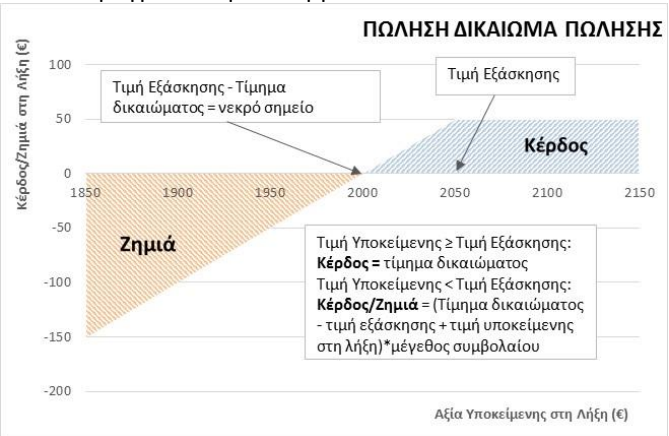 ΠΩΛΗΣΗ ΔΙΚΑΙΩΜΑ ΠΩΛΗΣΗΣ
Κέρδος/Ζημιά στη Λήξη (€)
100
50
0
-50
-100
-150
-200
Τιμή Εξάσκησης - Τίμημα
δικαιώματος = νεκρό σημείο
Τιμή Εξάσκησης
Κέρδος
1850 1900 1950 2000 2050 2100 2150
Ζημιά
Τιμή Υποκείμενης ≥ Τιμή Εξάσκησης:
Κέρδος = τίμημα δικαιώματος
Τιμή Υποκείμενης < Τιμή Εξάσκησης:
Κέρδος/Ζημιά = (Τίμημα δικαιώματος
- τιμή εξάσκησης + τιμή υποκείμενης
στη λήξη)*μέγεθος συμβολαίου
Αξία Υποκείμενης στη Λήξη (€)